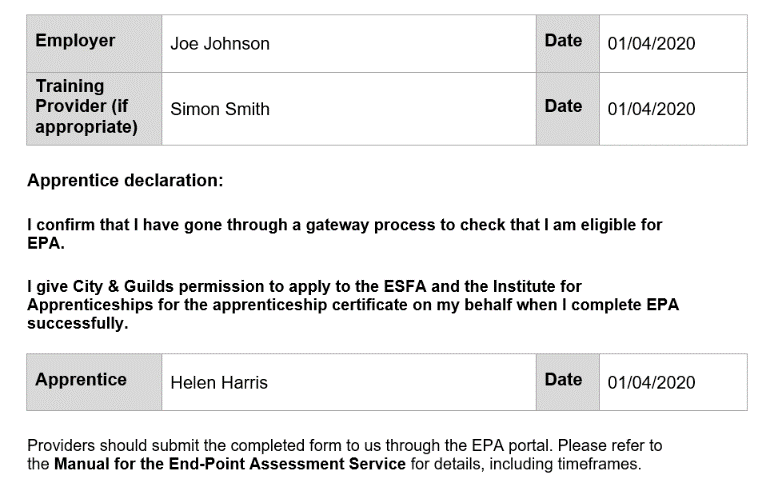 Employer Joe Johnson Date 01/04/2020
Training
Provider (if
appropriate) Simon Smith Date 01/04/2020
Apprentice declaration:
I confirm that I have gone through a gateway process to check that I am eligible for
EPA.
I give City & Guilds permission to apply to the ESFA and the Institute for
Apprenticeships for the apprenticeship certificate on my behalf when I complete EPA
successfully.
Apprentice Helen Harris Date 01/04/2020
Providers should submit the completed form to us through the EPA portal. Please refer to
the Manual for the End-Point Assessment Service for details, including timeframes.